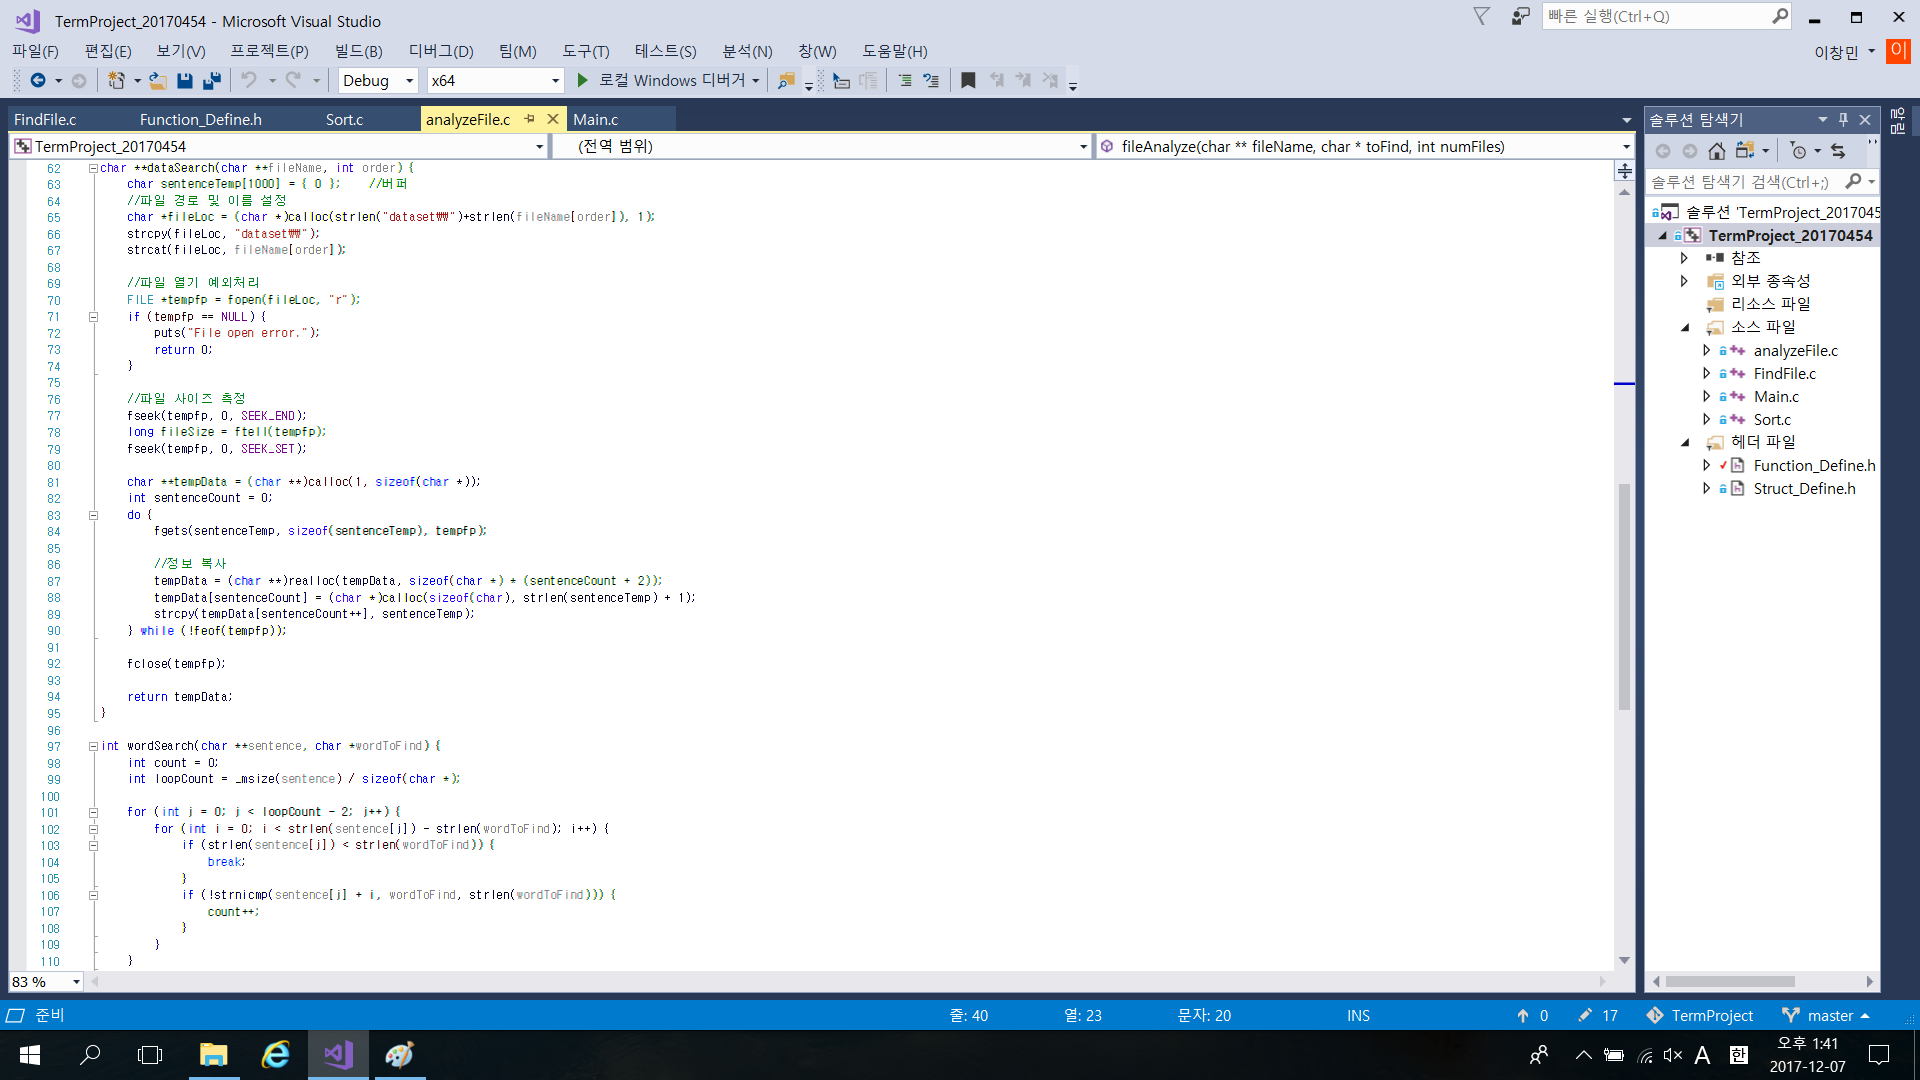 TermProject_20170454 - Microsoft Visual Studio
빠른 실행(Ctrl+Q)
파일(F) 편집(E) 보기(V) 프로젝트(P) 빌드(B) 디버그(D) 팀(M) 도구(T) 테스트(S) 분석(N) 창(W) 도움말(H)
이창민 이
Debug x64 로컬 Windows 디버거
FindFile.c Function_Define.h Sort.c analyzeFile.c Main.c
TermProject_20170454 (전역 범위) fileAnalyze(char ** fileName, char * toFind, int numFiles)
62 char **dataSearch(char **fileName, int order) {
63 char sentenceTemp[1000] = { 0 }; //버퍼
64 //파일 경로 및 이름 설정
65 char *fileLoc = (char *)calloc(strlen("dataset₩₩")+strlen(fileName[order]), 1);
66 strcpy(fileLoc, "dataset₩₩");
67 strcat(fileLoc, fileName[order]);
68
69 //파일 열기 예외처리
70 FILE *tempfp = fopen(fileLoc, "r");
71 if (tempfp == NULL) {
72 puts("File open error.");
73 return 0;
74 }
75
76 //파일 사이즈 측정
77 fseek(tempfp, 0, SEEK_END);
78 long fileSize = ftell(tempfp);
79 fseek(tempfp, 0, SEEK_SET);
80
81 char **tempData = (char **)calloc(1, sizeof(char *));
82 int sentenceCount = 0;
83 do {
84 fgets(sentenceTemp, sizeof(sentenceTemp), tempfp);
85
86 //정보 복사
87 tempData = (char **)realloc(tempData, sizeof(char *) * (sentenceCount + 2));
88 tempData[sentenceCount] = (char *)calloc(sizeof(char), strlen(sentenceTemp) + 1);
89 strcpy(tempData[sentenceCount++], sentenceTemp);
90 } while (!feof(tempfp));
91
92 fclose(tempfp);
93
94 return tempData;
95 }
96
97 int wordSearch(char **sentence, char *wordToFind) {
98 int count = 0;
99 int loopCount = _msize(sentence) / sizeof(char *);
100
101 for (int j = 0; j < loopCount - 2; j++) {
102 for (int i = 0; i < strlen(sentence[j]) - strlen(wordToFind); i++) {
103 if (strlen(sentence[j]) < strlen(wordToFind)) {
104 break;
105 }
106 if (!strnicmp(sentence[j] + i, wordToFind, strlen(wordToFind))) {
107 count++;
108 }
109 }
110 }
83 %
솔루션 탐색기
알림
솔루션 탐색기 검색(Ctrl+;)
솔루션 'TermProject_2017045
TermProject_20170454
참조
외부 종속성
리소스 파일
소스 파일
analyzeFile.c
FindFile.c
Main.c
Sort.c
헤더 파일
Function_Define.h
Struct_Define.h
준비 줄: 40 열: 23 문자: 20 INS 0 17 TermProject master
A 한 오후 1:41
2017-12-07